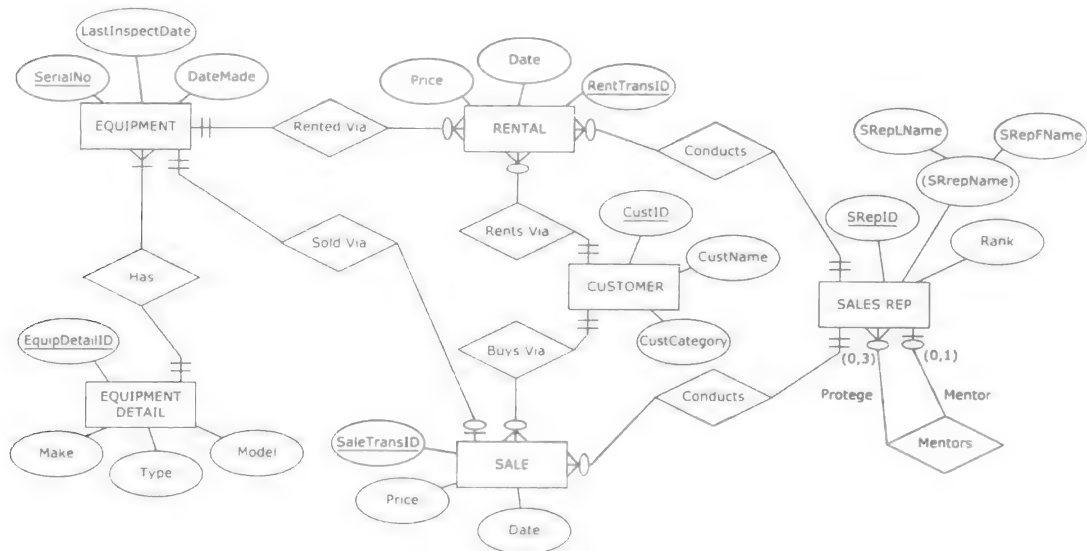 LastInspectDate
SerialNo
DateMade
EQUIPMENT
Rented Via
Price
Date
RentTransID
RENTAL
Conducts
SRepLName
SRepFName
(SRrepName)
Rents Via
CustID
SRepID
Rank
Sold Via
CustName
Has
CUSTOMER
SALES REP
EquipDetailID
Buys Via
CustCategory
(0,3)
(0,1)
EQUIPMENT
DETAIL
Conducts
Protege
Mentor
Make
Type
Model
SaleTransID
SALE
Mentors
Price
Date